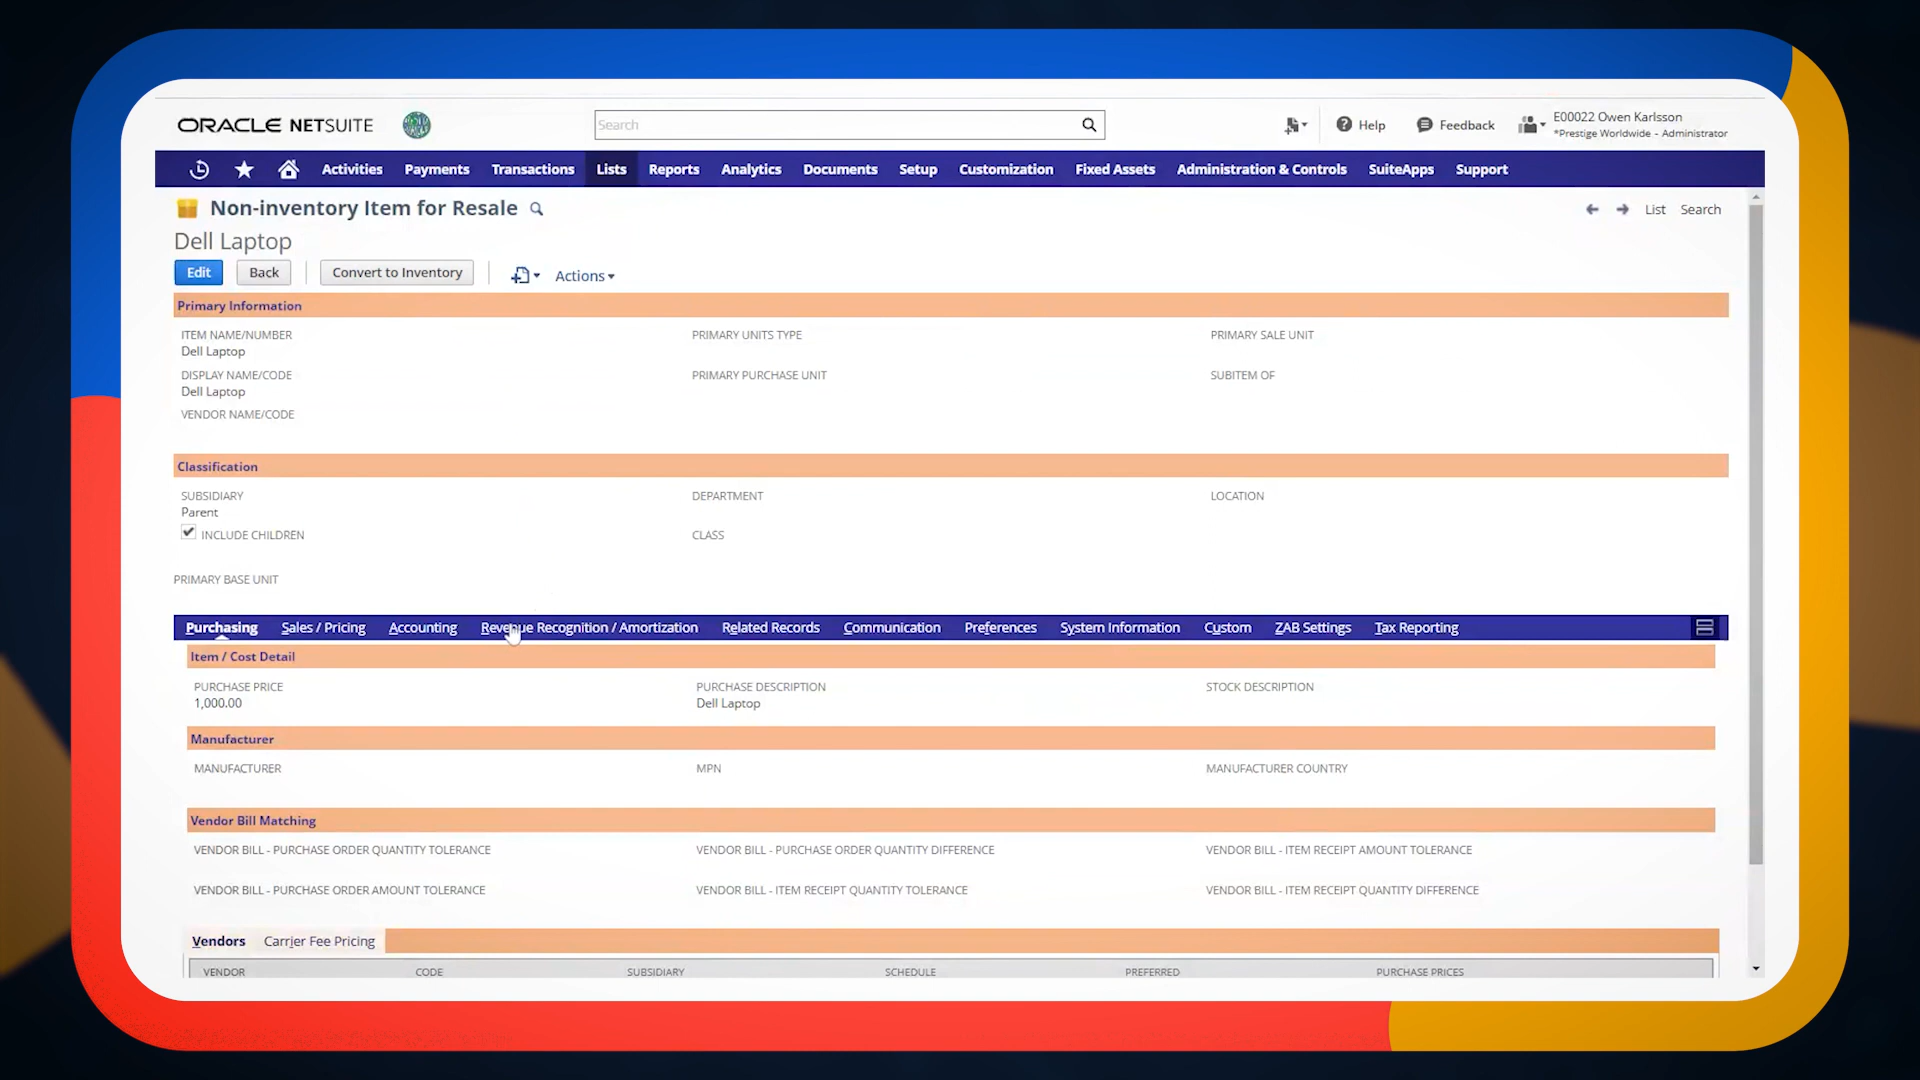 ORACLE NETSUITE
Search
Help
Feedback
E00022 Owen Karlsson
*Prestige Worldwide - Administrator
Activities Payments Transactions Lists Reports Analytics Documents Setup Customization Fixed Assets Administration & Controls SuiteApps Support
Non-inventory Item for Resale
List Search
Dell Laptop
Edit Back Convert to Inventory Actions
Primary Information
ITEM NAME/NUMBER PRIMARY UNITS TYPE PRIMARY SALE UNIT
Dell Laptop
DISPLAY NAME/CODE PRIMARY PURCHASE UNIT SUBITEM OF
Dell Laptop
VENDOR NAME/CODE
Classification
SUBSIDIARY DEPARTMENT LOCATION
Parent
INCLUDE CHILDREN CLASS
PRIMARY BASE UNIT
Purchasing Sales / Pricing Accounting Revenue Recognition / Amortization Related Records Communication Preferences System Information Custom ZAB Settings Tax Reporting
Item / Cost Detail
PURCHASE PRICE PURCHASE DESCRIPTION STOCK DESCRIPTION
1,000.00 Dell Laptop
Manufacturer
MANUFACTURER MPN MANUFACTURER COUNTRY
Vendor Bill Matching
VENDOR BILL - PURCHASE ORDER QUANTITY TOLERANCE VENDOR BILL - PURCHASE ORDER QUANTITY DIFFERENCE VENDOR BILL - ITEM RECEIPT AMOUNT TOLERANCE
VENDOR BILL - PURCHASE ORDER AMOUNT TOLERANCE VENDOR BILL - ITEM RECEIPT QUANTITY TOLERANCE VENDOR BILL - ITEM RECEIPT QUANTITY DIFFERENCE
Vendors Carrier Fee Pricing
VENDOR CODE SUBSIDIARY SCHEDULE PREFERRED PURCHASE PRICES